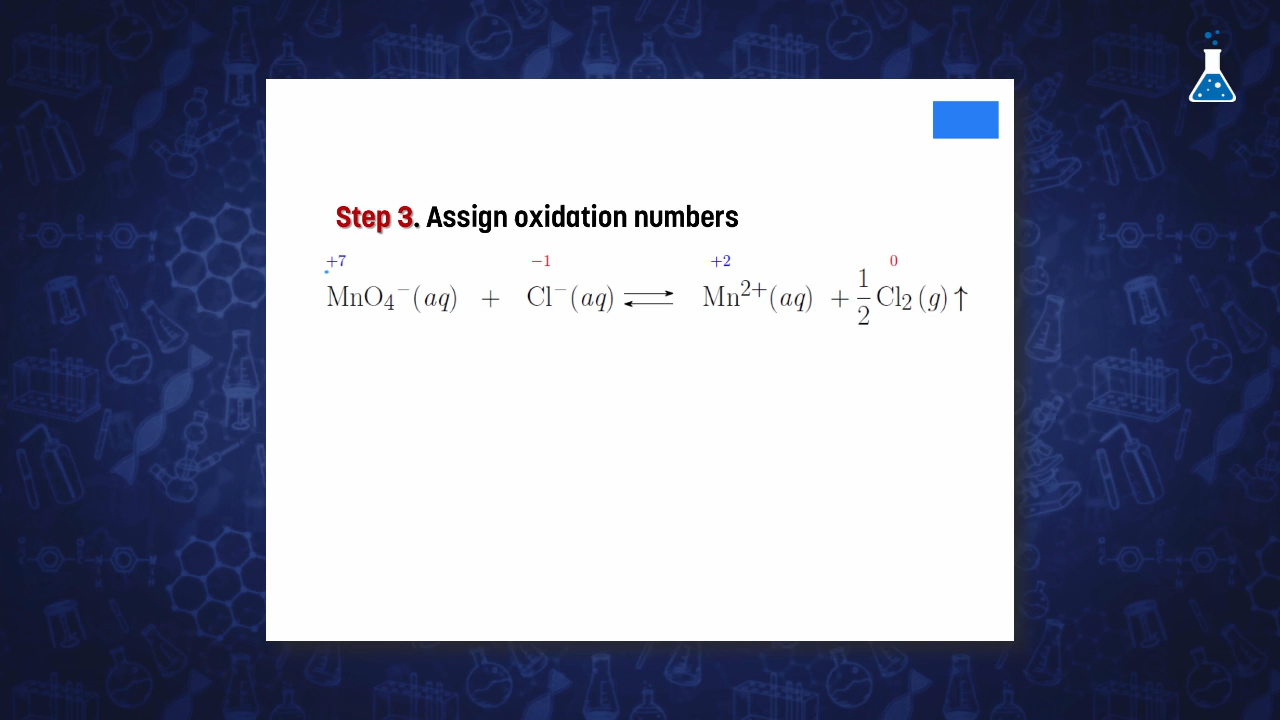 Step 3. Assign oxidation numbers
+7 −1 +2 0
MnO₄⁻(aq) + Cl⁻(aq) ⇌ Mn²⁺(aq) + 1/2 Cl₂(g)↑